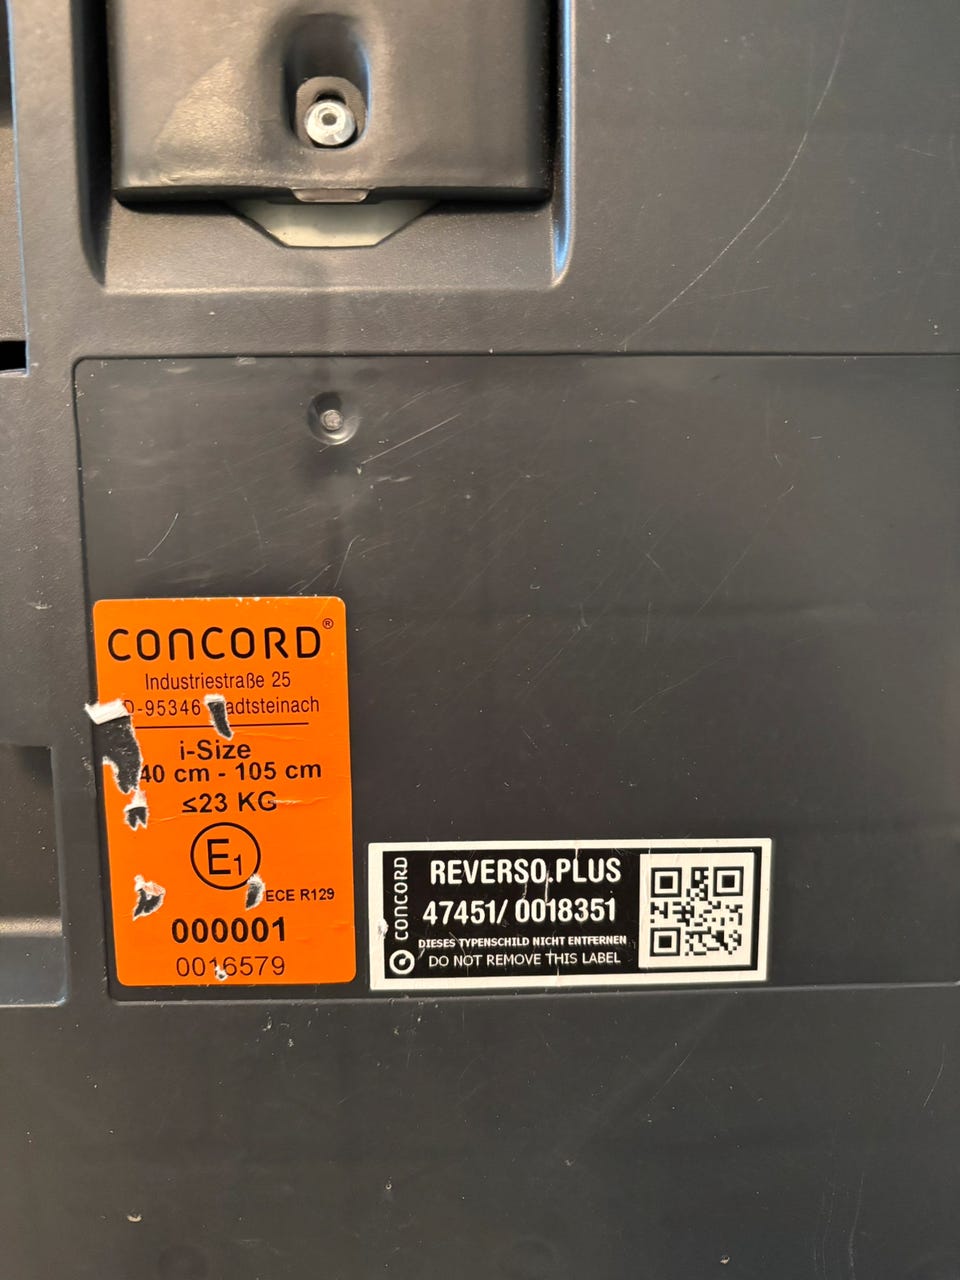 CONCORD®
Industriestraße 25
D-95346 adtsteinach
i-Size
40 cm - 105 cm
≤23 KG
E1
ECE R129
000001
0016579
CONCORD
REVERSO.PLUS
47451/ 0018351
DIESES TYPENSCHILD NICHT ENTFERNEN
DO NOT REMOVE THIS LABEL